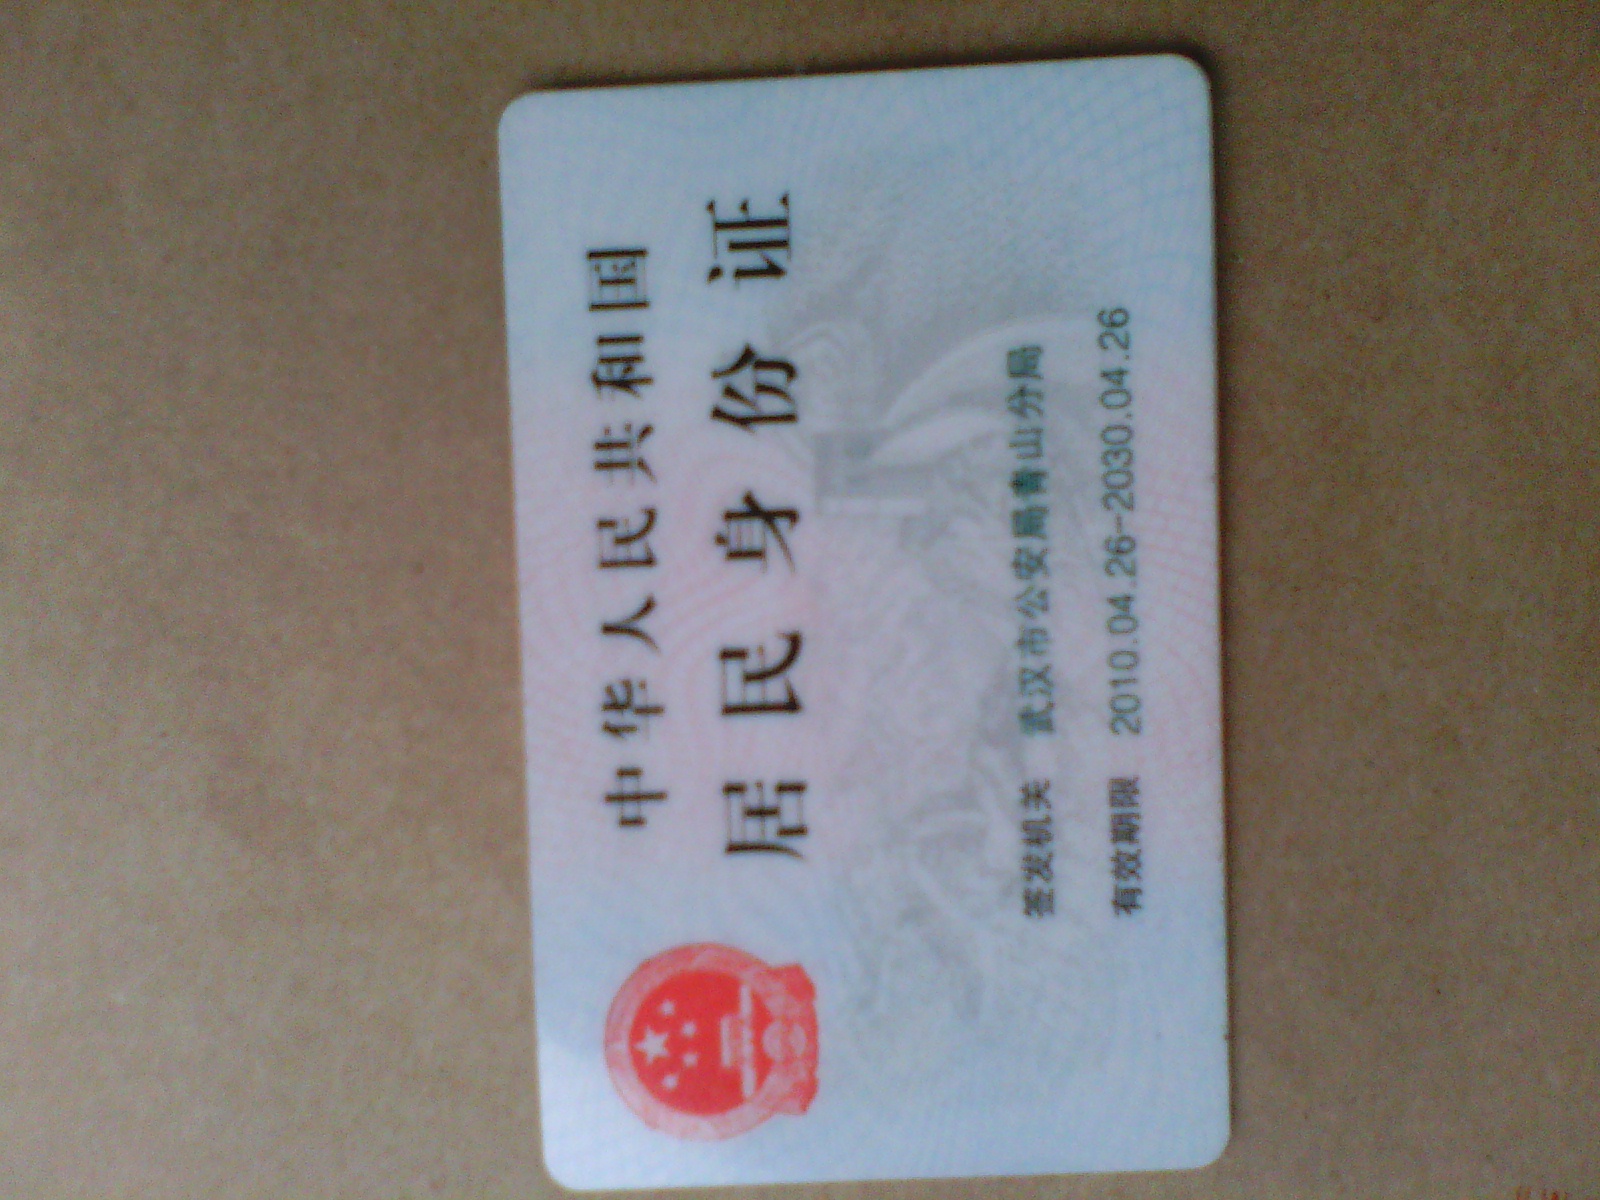 中华人民共和国
居民身份证
签发机关 武汉市公安局青山分局
有效期限 2010.04.26-2030.04.26